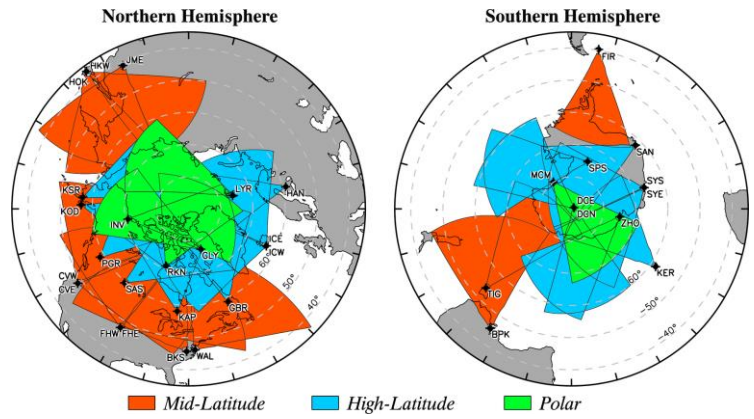 Northern Hemisphere
Southern Hemisphere
JME
HKW
HOK
KSR
KOD
LYR
HAN
INV
ICE
ICW
GLY
RKN
PGR
CVW
CVE
SAS
GBR
KAP
FHW
FHE
BKS
WAL
60°
50°
40°
FIR
SAN
MCM
SPS
SYS
SYE
DCE
DCN
ZHO
KER
TIG
BPK
−60°
−50°
−40°
Mid-Latitude
High-Latitude
Polar